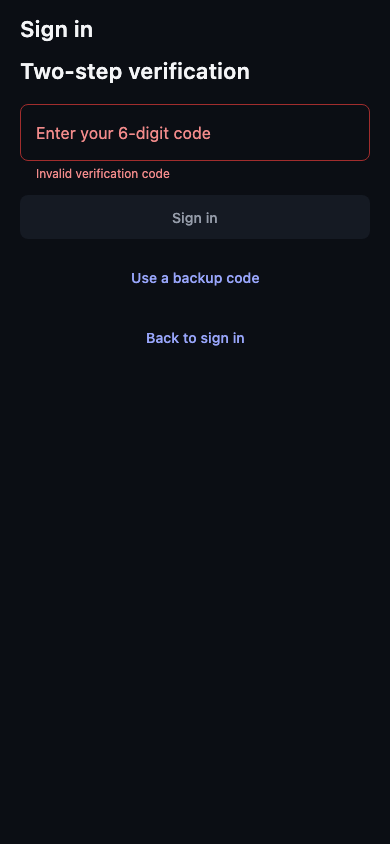 Sign in
Two-step verification
Enter your 6-digit code
Invalid verification code
Sign in
Use a backup code
Back to sign in